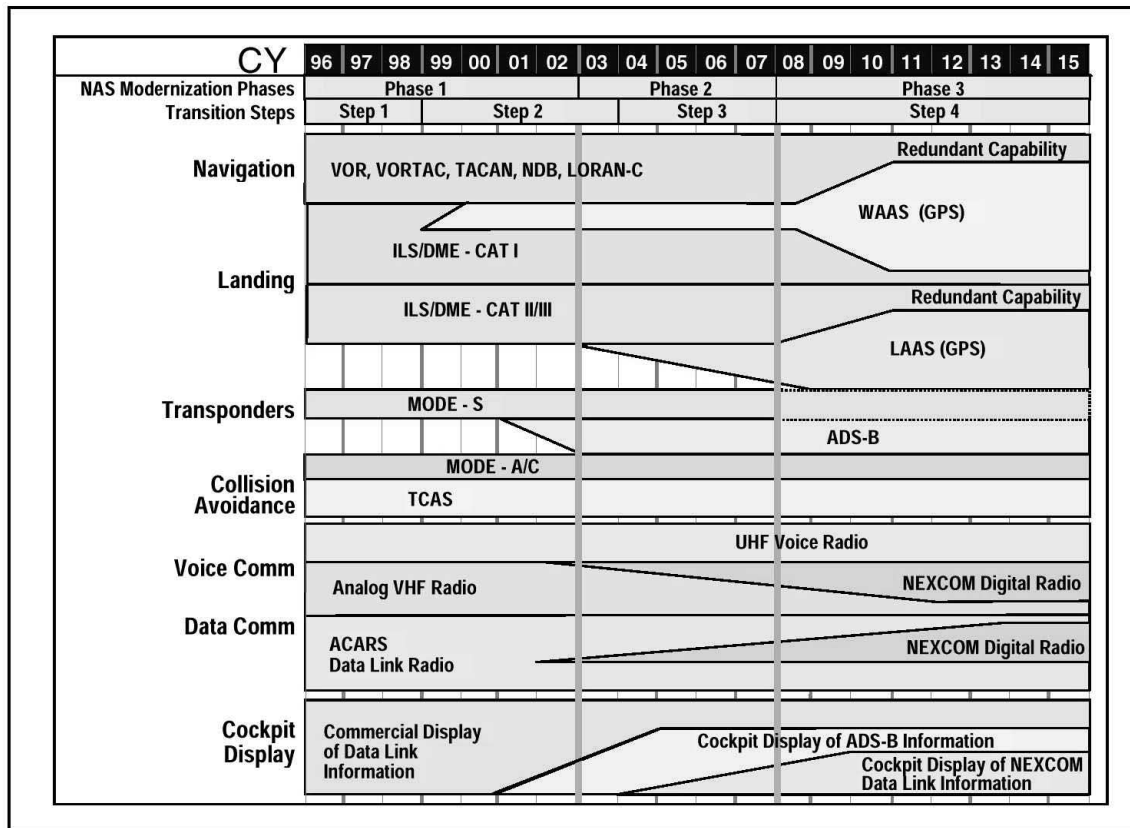 CY 96 97 98 99 00 01 02 03 04 05 06 07 08 09 10 11 12 13 14 15
NAS Modernization Phases Phase 1 Phase 2 Phase 3
Transition Steps Step 1 Step 2 Step 3 Step 4
Redundant Capability
Navigation VOR, VORTAC, TACAN, NDB, LORAN-C
WAAS (GPS)
ILS/DME - CAT I
Landing
Redundant Capability
ILS/DME - CAT II/III
LAAS (GPS)
Transponders MODE - S
ADS-B
MODE - A/C
Collision
Avoidance TCAS
UHF Voice Radio
Voice Comm
Analog VHF Radio NEXCOM Digital Radio
Data Comm
ACARS
Data Link Radio NEXCOM Digital Radio
Cockpit
Display
Commercial Display
of Data Link
Information
Cockpit Display of ADS-B Information
Cockpit Display of NEXCOM
Data Link Information